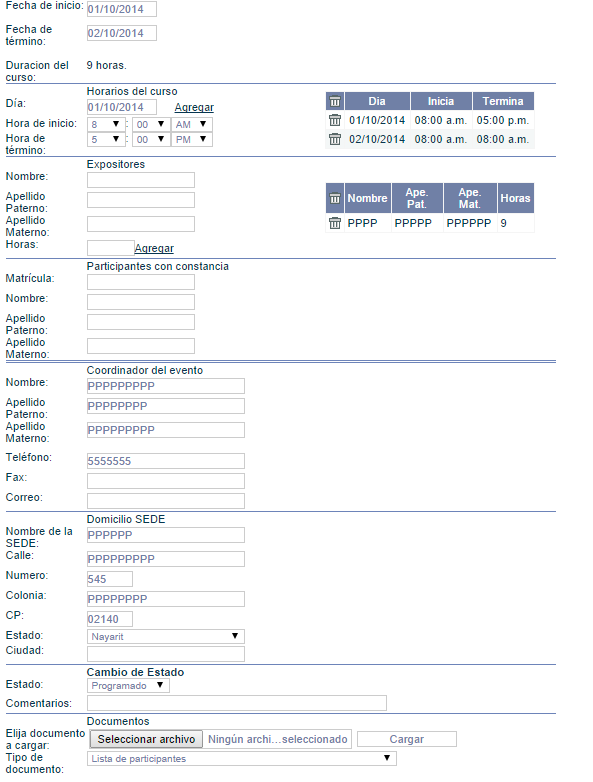 Fecha de inicio: 01/10/2014
Fecha de
término: 02/10/2014
Duracion del
curso: 9 horas.
Horarios del curso
Día: 01/10/2014 Agregar
Hora de inicio: 8 : 00 AM
Hora de
término: 5 : 00 PM
Dia Inicia Termina
01/10/2014 08:00 a.m. 05:00 p.m.
02/10/2014 08:00 a.m. 08:00 a.m.
Expositores
Nombre:
Apellido
Paterno:
Apellido
Materno:
Horas: Agregar
Nombre Ape. Pat. Ape. Mat. Horas
PPPP PPPPP PPPPPP 9
Participantes con constancia
Matrícula:
Nombre:
Apellido
Paterno:
Apellido
Materno:
Coordinador del evento
Nombre: PPPPPPPPP
Apellido
Paterno: PPPPPPPP
Apellido
Materno: PPPPPPPPP
Teléfono: 5555555
Fax:
Correo:
Domicilio SEDE
Nombre de la
SEDE: PPPPPP
Calle: PPPPPPPPP
Numero: 545
Colonia: PPPPPPPP
CP: 02140
Estado: Nayarit
Ciudad:
Cambio de Estado
Estado: Programado
Comentarios:
Documentos
Elija documento
a cargar: Seleccionar archivo Ningún archi...seleccionado Cargar
Tipo de
documento: Lista de participantes